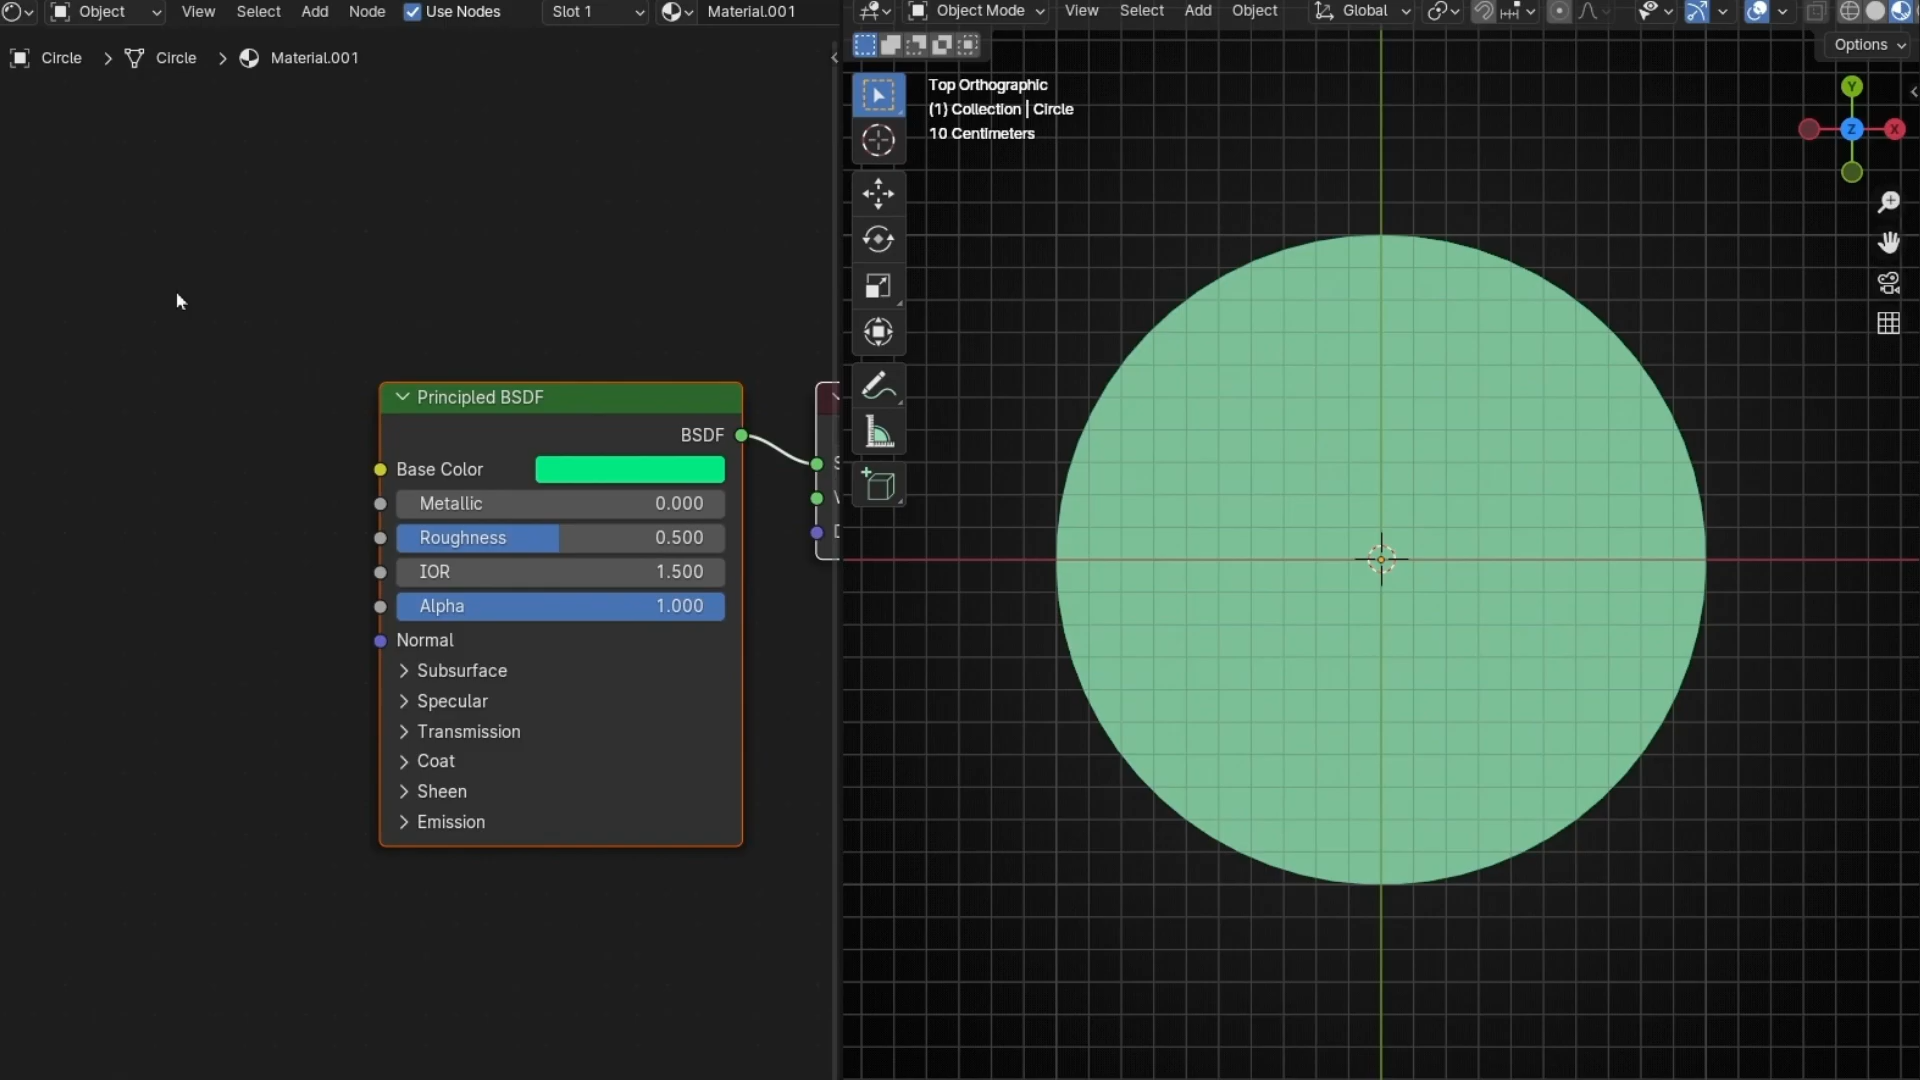 Object View Select Add Node Use Nodes Slot 1 Material.001
Object Mode View Select Add Object Global
Options
Circle Circle Material.001
Top Orthographic
(1) Collection | Circle
10 Centimeters
Y
Z
X
Principled BSDF
BSDF
Base Color
Metallic 0.000
Roughness 0.500
IOR 1.500
Alpha 1.000
Normal
Subsurface
Specular
Transmission
Coat
Sheen
Emission